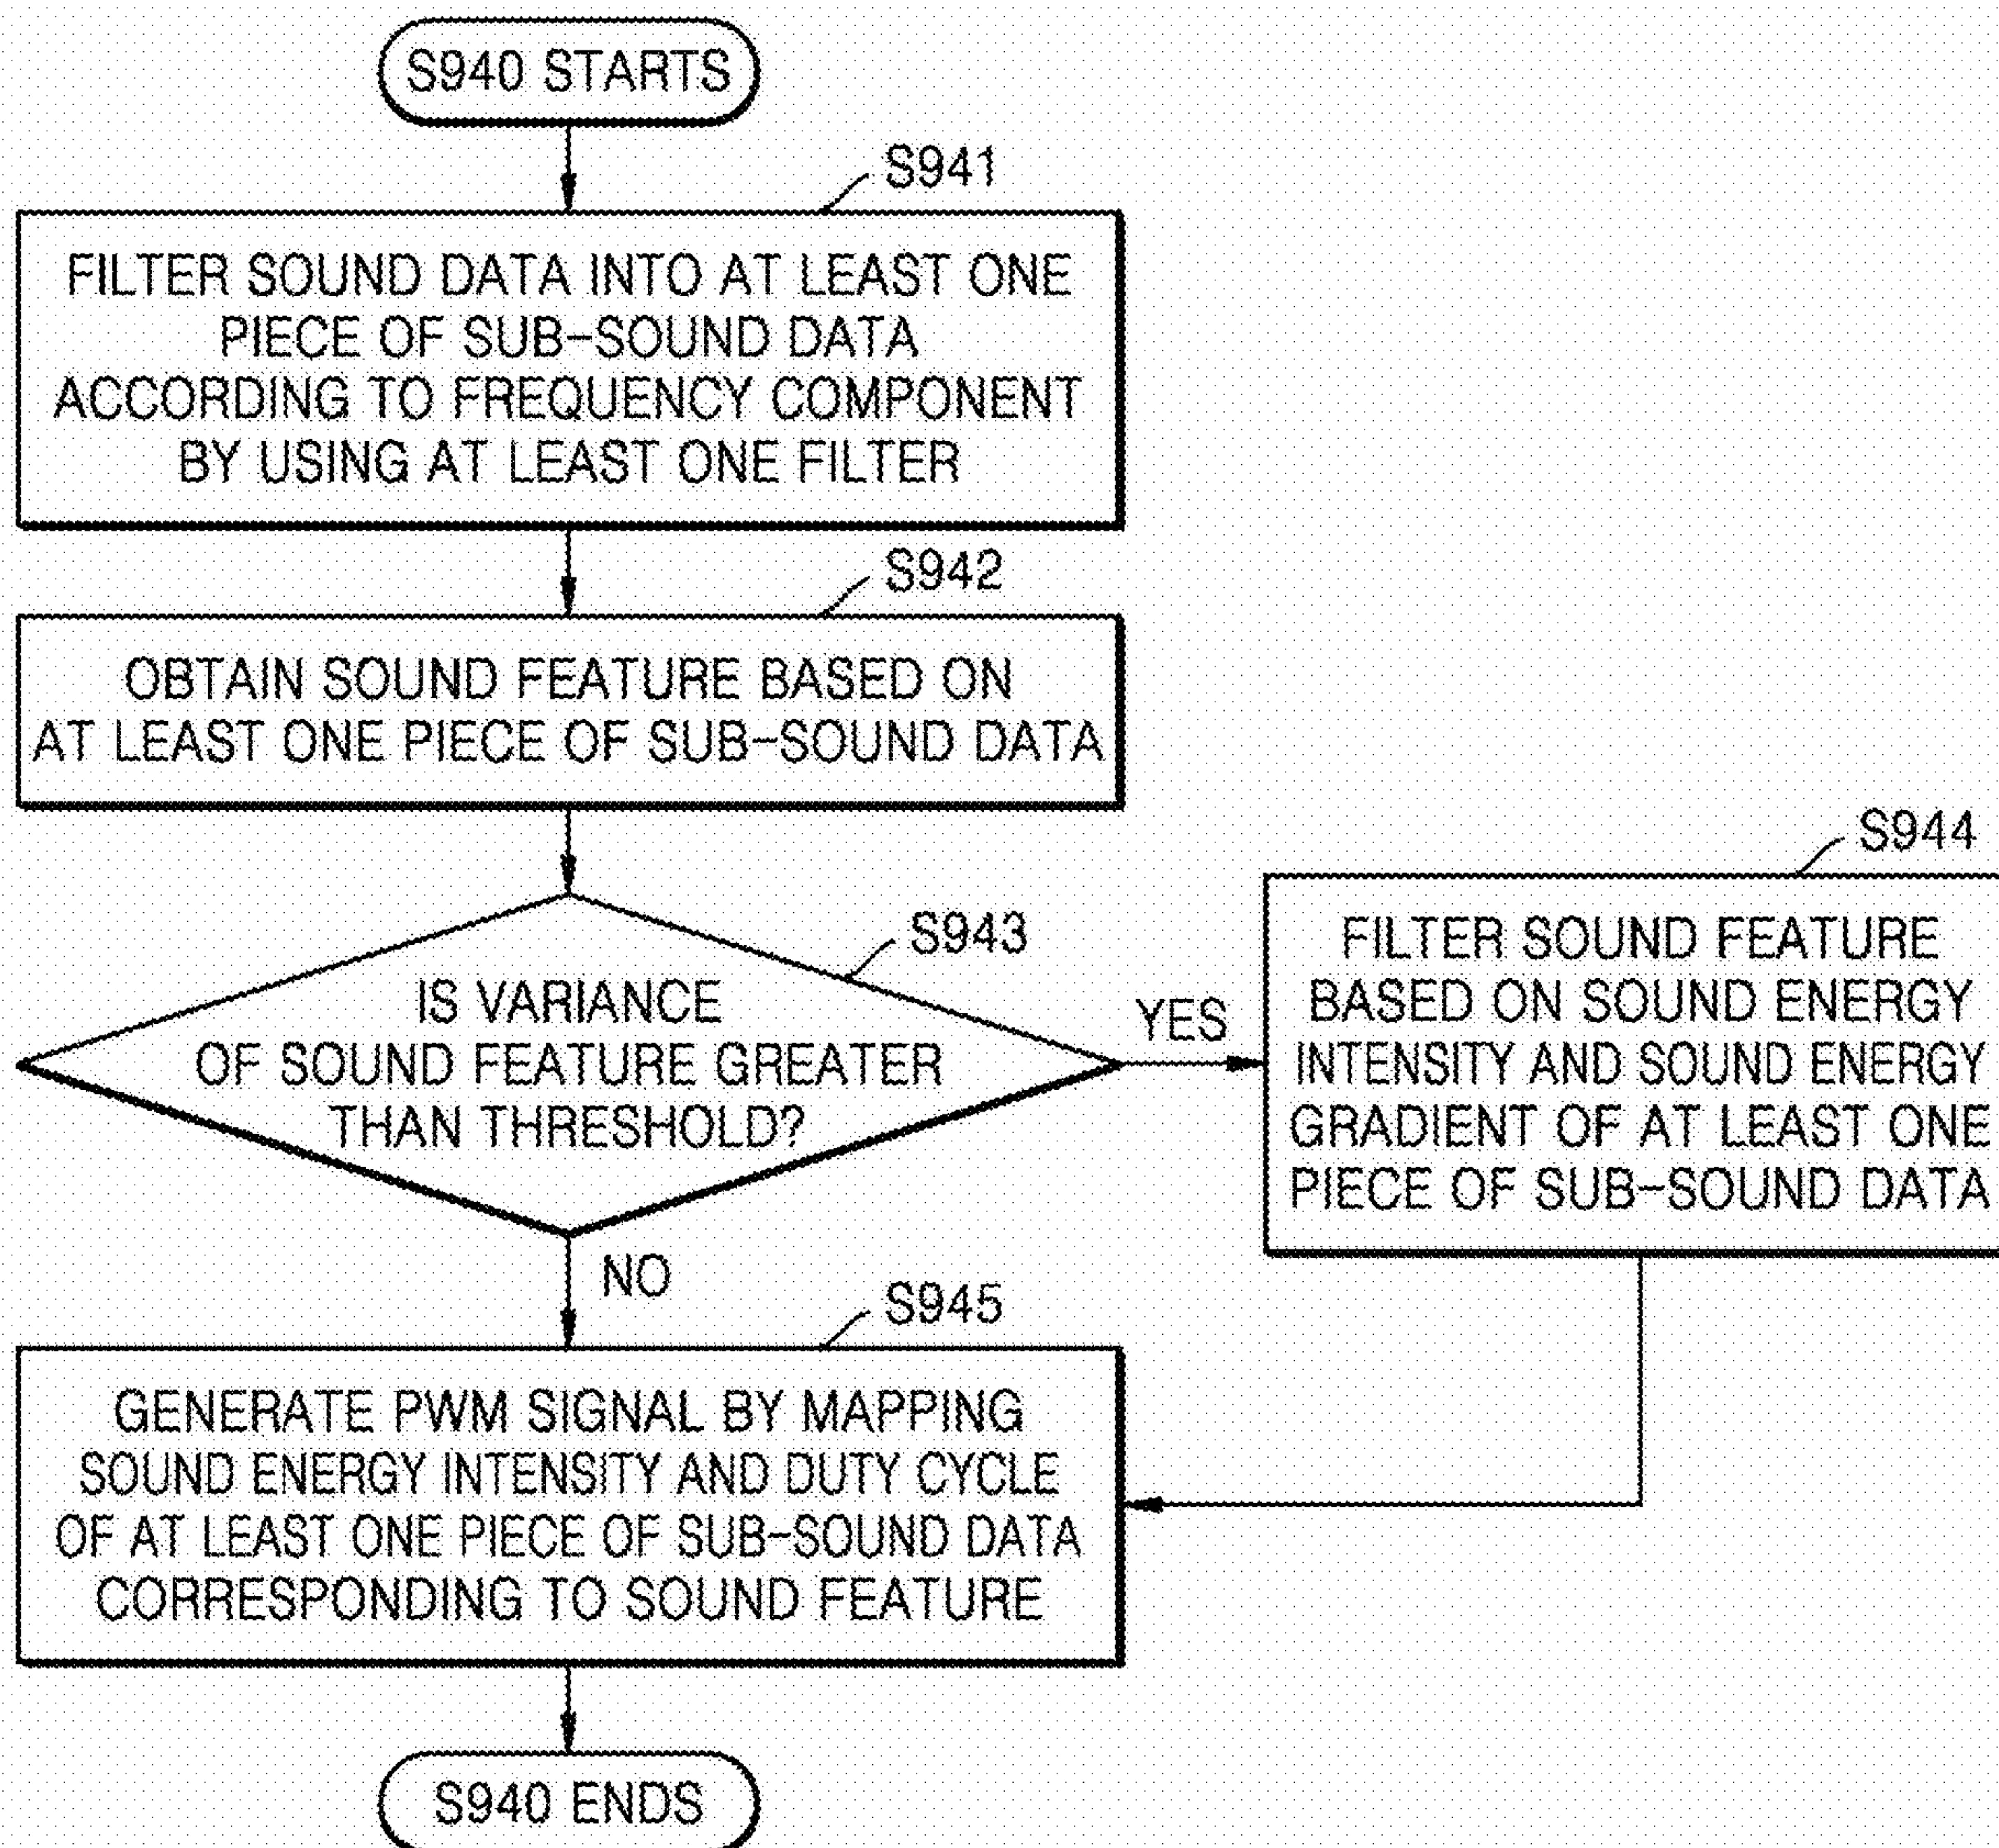 S940 STARTS
S941
FILTER SOUND DATA INTO AT LEAST ONE
PIECE OF SUB-SOUND DATA
ACCORDING TO FREQUENCY COMPONENT
BY USING AT LEAST ONE FILTER
S942
OBTAIN SOUND FEATURE BASED ON
AT LEAST ONE PIECE OF SUB-SOUND DATA
S943
IS VARIANCE
OF SOUND FEATURE GREATER
THAN THRESHOLD?
YES
S944
FILTER SOUND FEATURE
BASED ON SOUND ENERGY
INTENSITY AND SOUND ENERGY
GRADIENT OF AT LEAST ONE
PIECE OF SUB-SOUND DATA
NO
S945
GENERATE PWM SIGNAL BY MAPPING
SOUND ENERGY INTENSITY AND DUTY CYCLE
OF AT LEAST ONE PIECE OF SUB-SOUND DATA
CORRESPONDING TO SOUND FEATURE
S940 ENDS